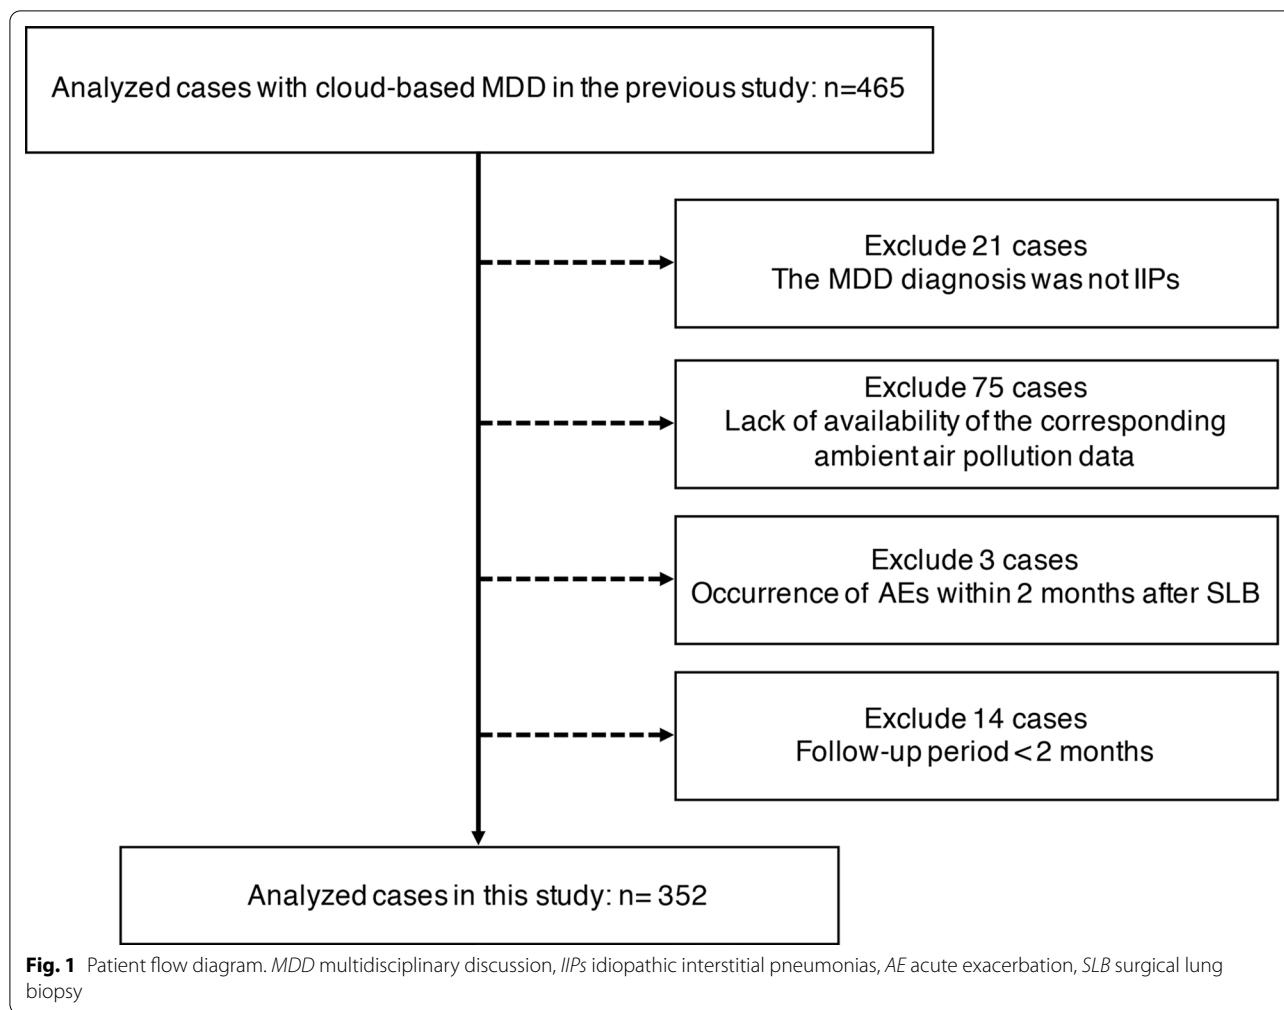 Analyzed cases with cloud-based MDD in the previous study: n=465
Exclude 21 cases
The MDD diagnosis was not IIPs
Exclude 75 cases
Lack of availability of the corresponding
ambient air pollution data
Exclude 3 cases
Occurrence of AEs within 2 months after SLB
Exclude 14 cases
Follow-up period < 2 months
Analyzed cases in this study: n= 352
Fig. 1 Patient flow diagram. MDD multidisciplinary discussion, IIPs idiopathic interstitial pneumonias, AE acute exacerbation, SLB surgical lung
biopsy